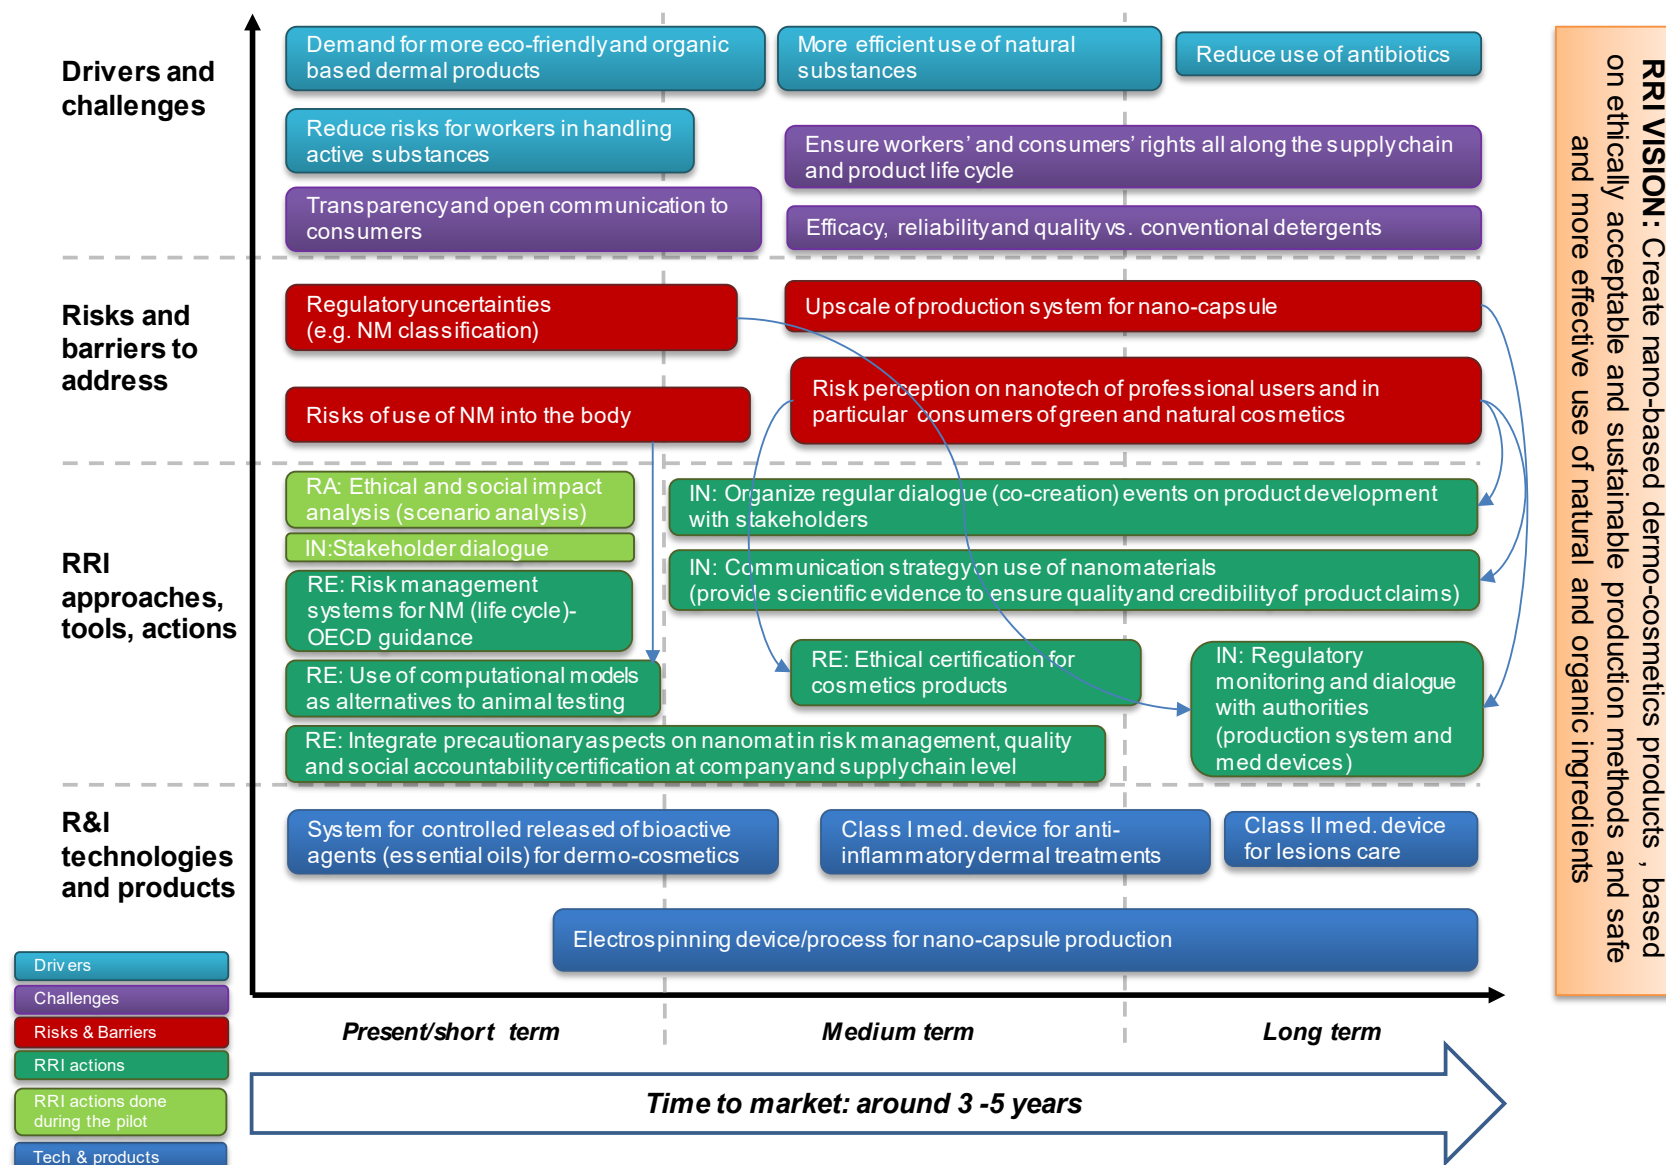 Drivers and
challenges
Demand for more eco-friendly and organic
based dermal products
More efficient use of natural
substances
Reduce use of antibiotics
Reduce risks for workers in handling
active substances
Ensure workers' and consumers' rights all along the supply chain
and product life cycle
Transparency and open communication to
consumers
Efficacy, reliability and quality vs. conventional detergents
Risks and
barriers to
address
Regulatory uncertainties
(e.g. NM classification)
Upscale of production system for nano-capsule
Risks of use of NM into the body
Risk perception on nanotech of professional users and in
particular consumers of green and natural cosmetics
RRI
approaches,
tools, actions
RA: Ethical and social impact
analysis (scenario analysis)
IN:Stakeholder dialogue
RE: Risk management
systems for NM (life cycle)-
OECD guidance
RE: Use of computational models
as alternatives to animal testing
RE: Integrate precautionary aspects on nanomat in risk management, quality
and social accountability certification at company and supply chain level
IN: Organize regular dialogue (co-creation) events on product development
with stakeholders
IN: Communication strategy on use of nanomaterials
(provide scientific evidence to ensure quality and credibility of product claims)
RE: Ethical certification for
cosmetics products
IN: Regulatory
monitoring and dialogue
with authorities
(production system and
med devices)
R&I
technologies
and products
System for controlled released of bioactive
agents (essential oils) for dermo-cosmetics
Class I med. device for anti-
inflammatory dermal treatments
Class II med. device
for lesions care
Electrospinning device/process for nano-capsule production
Present/short term
Medium term
Long term
Time to market: around 3 -5 years
Drivers
Challenges
Risks & Barriers
RRI actions
RRI actions done
during the pilot
Tech & products
RRI VISION: Create nano-based dermo-cosmetics products , based
on ethically acceptable and sustainable production methods and safe
and more effective use of natural and organic ingredients